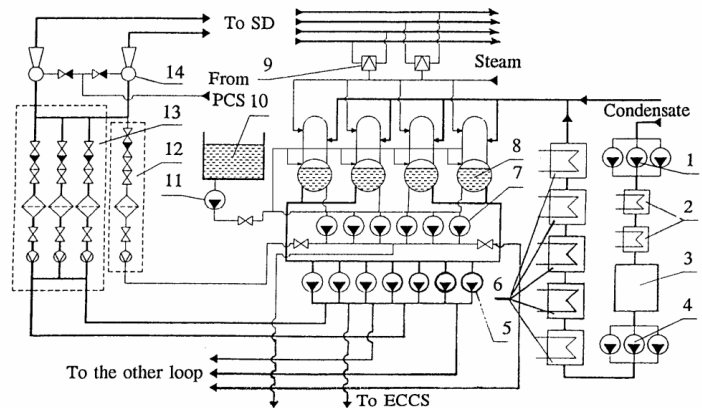 To SD
14
From
PCS
9
Steam
10
13
12
11
8
7
Condensate
1
2
3
4
6
5
To the other loop
To ECCS